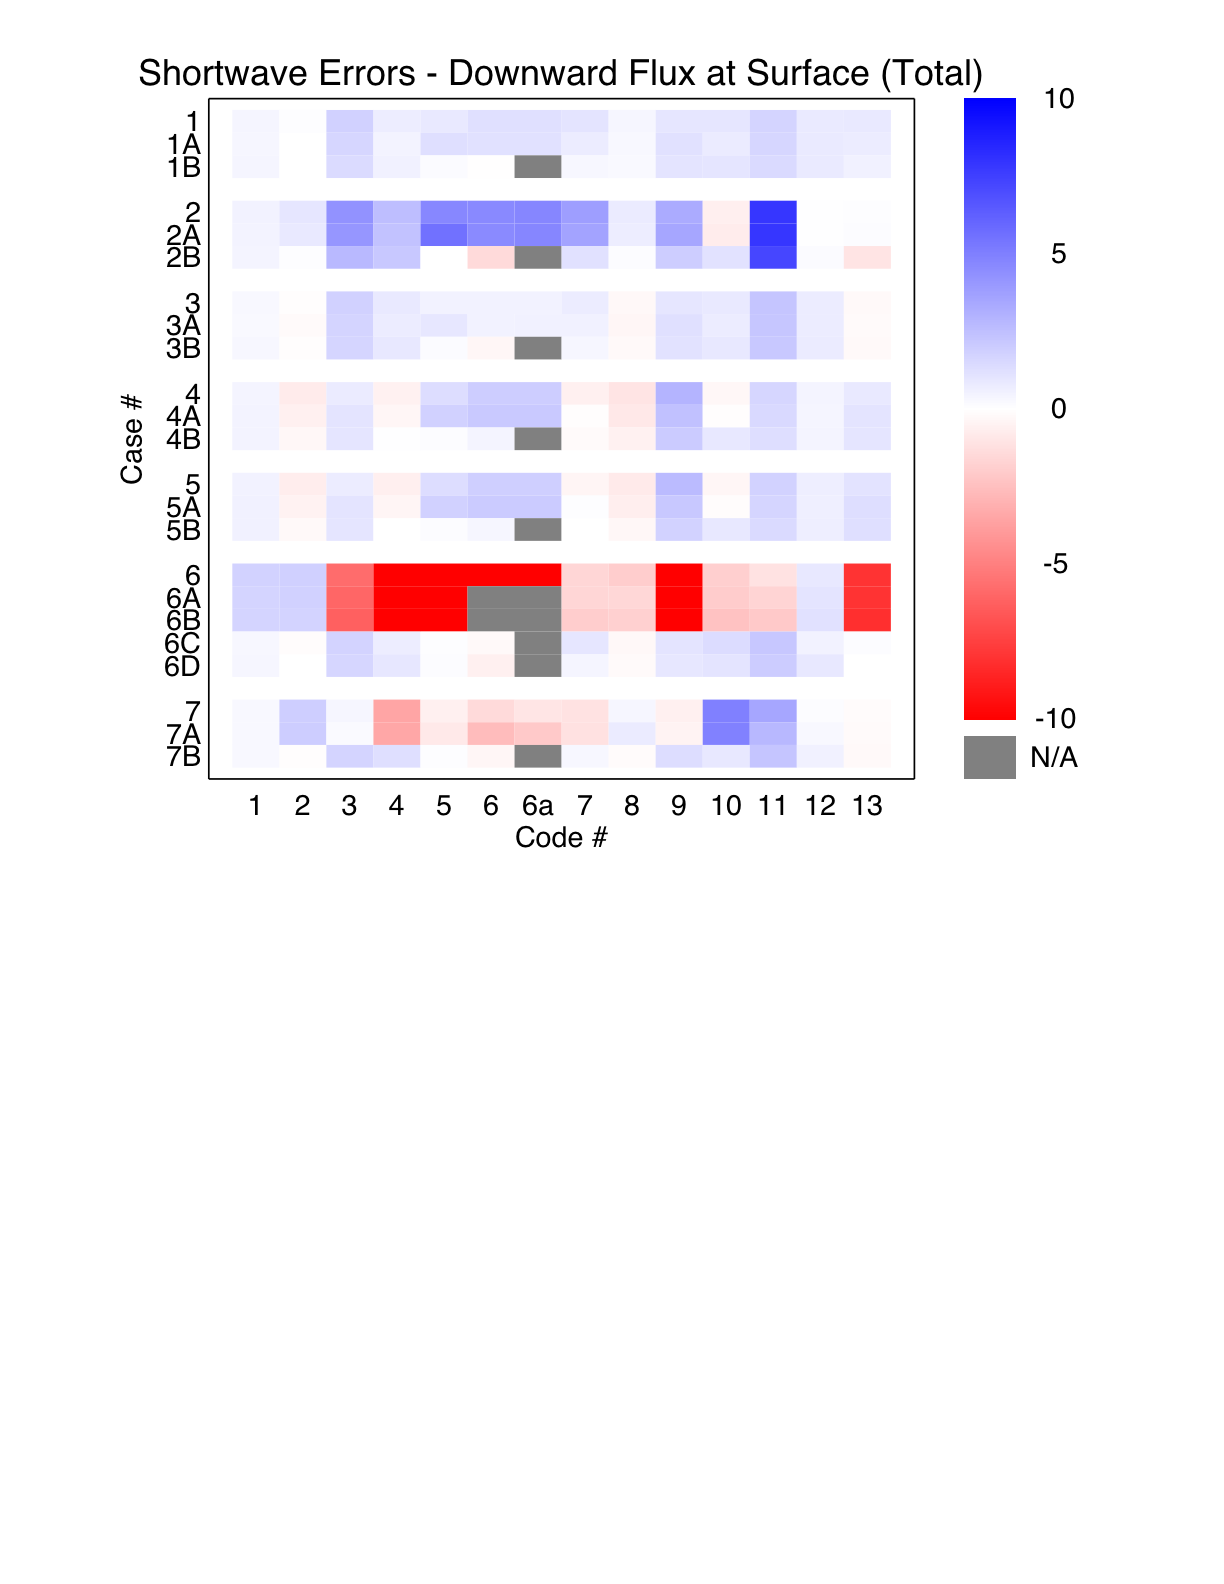 Shortwave Errors - Downward Flux at Surface (Total)
10
5
0
-5
-10
N/A
Case #
1
1A
1B
2
2A
2B
3
3A
3B
4
4A
4B
5
5A
5B
6
6A
6B
6C
6D
7
7A
7B
1 2 3 4 5 6 6a 7 8 9 10 11 12 13
Code #